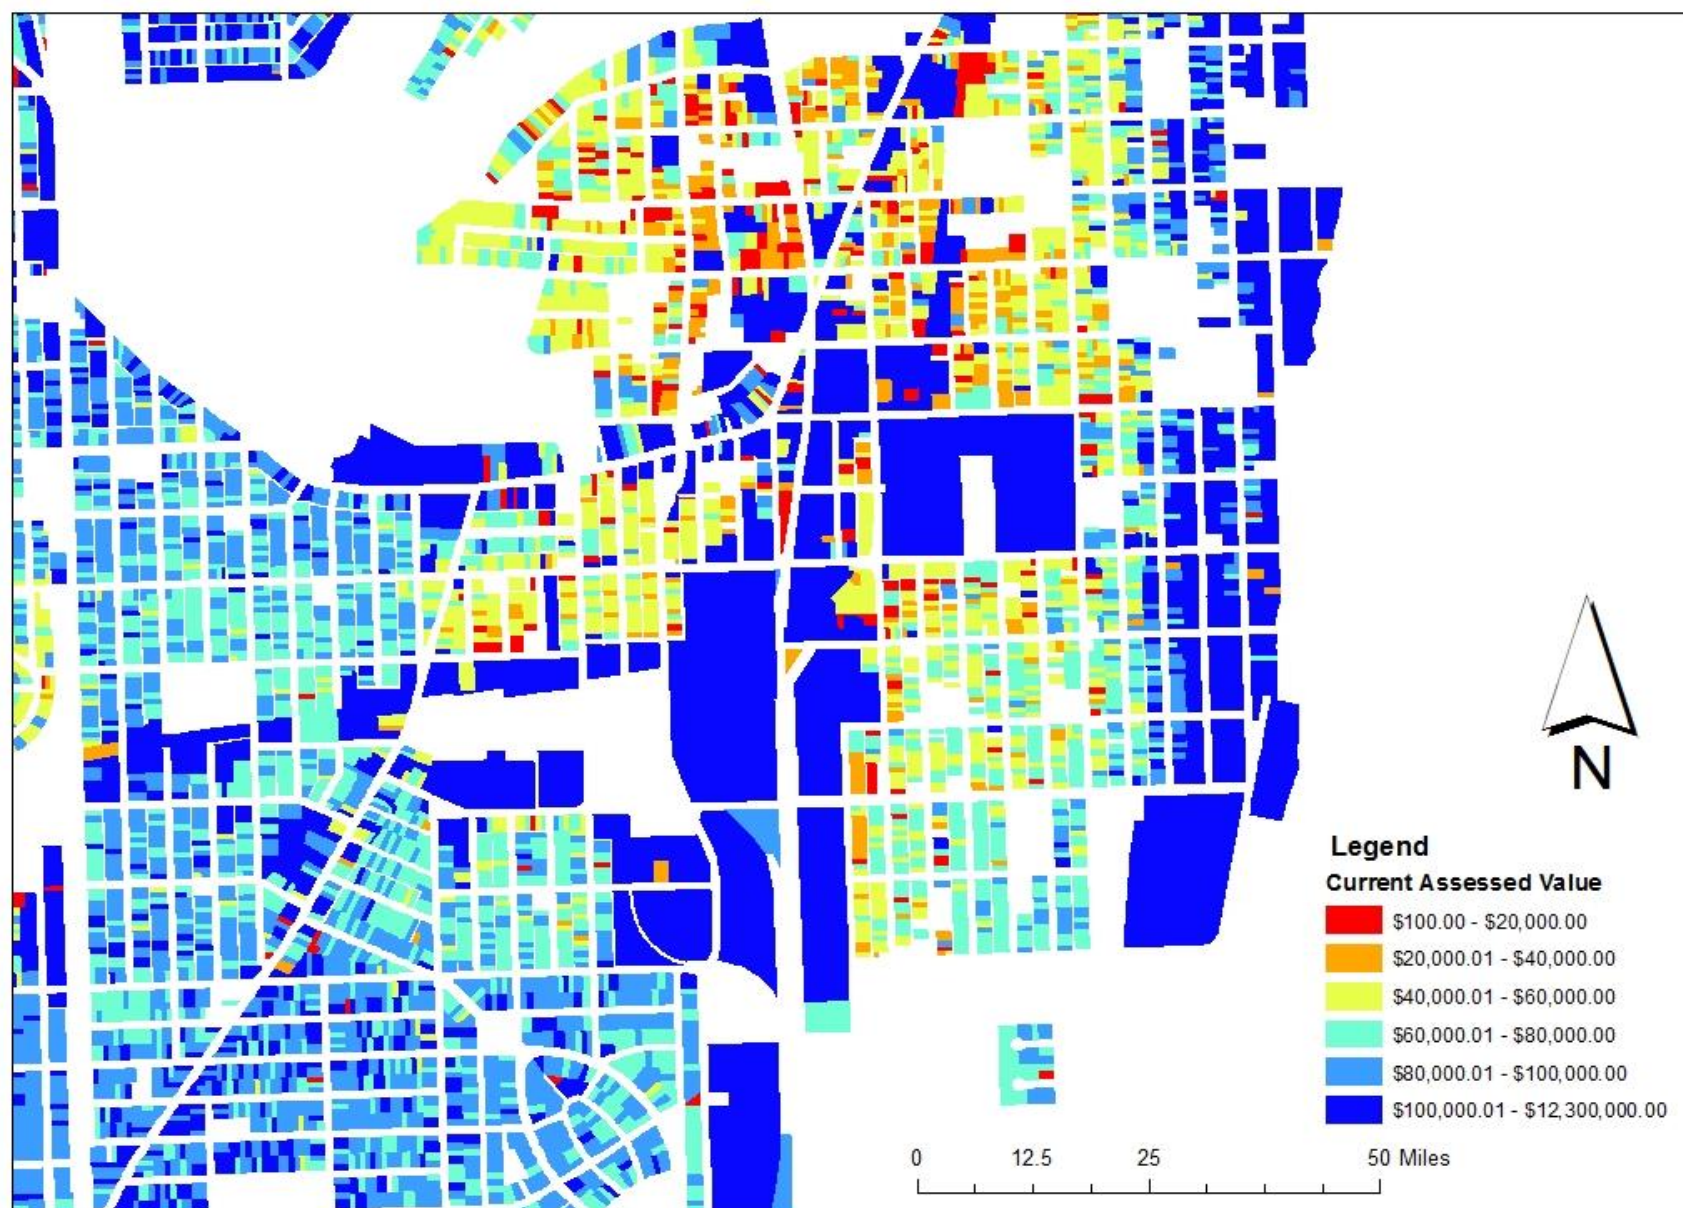 N
Legend
Current Assessed Value
$100.00 - $20,000.00
$20,000.01 - $40,000.00
$40,000.01 - $60,000.00
$60,000.01 - $80,000.00
$80,000.01 - $100,000.00
$100,000.01 - $12,300,000.00
0 12.5 25 50 Miles